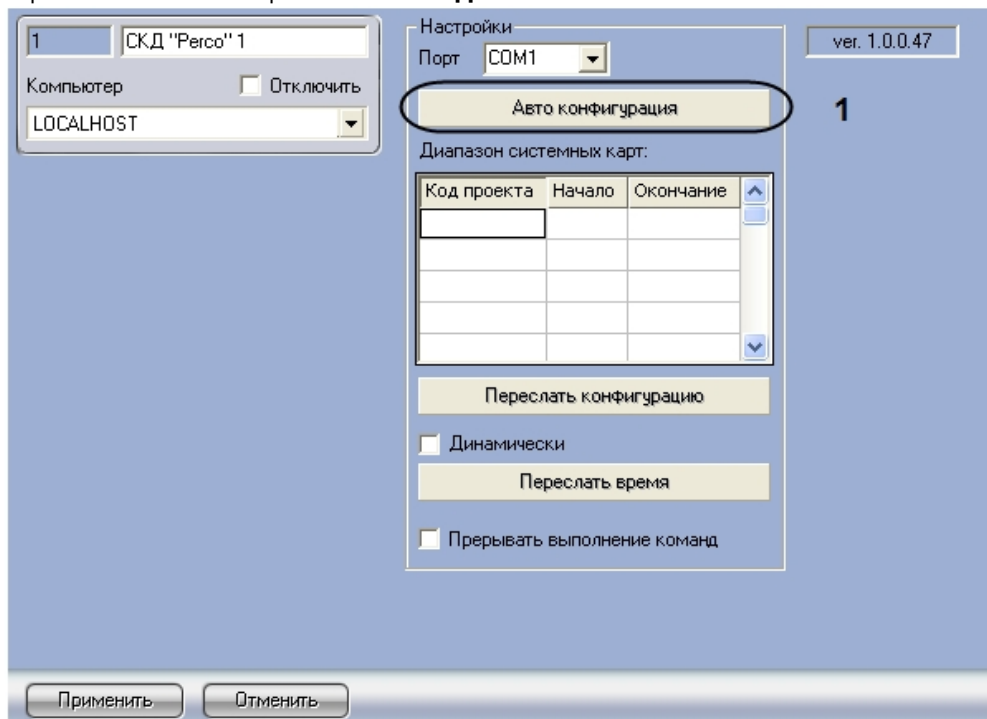 1 СКД "Perco" 1
Компьютер Отключить
LOCALHOST
Настройки
Порт COM1
Авто конфигурация
1
Диапазон системных карт:
Код проекта Начало Окончание
Переслать конфигурацию
Динамически
Переслать время
Прерывать выполнение команд
ver. 1.0.0.47
Применить Отменить